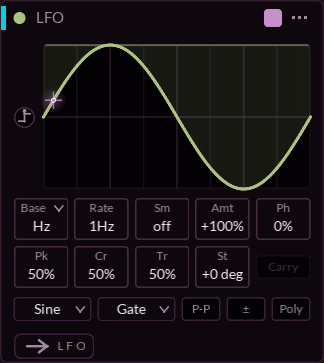 LFO
Base Rate Sm Amt Ph
Hz 1Hz off +100% 0%
Pk Cr Tr St
50% 50% 50% +0 deg Carry
Sine Gate P-P ± Poly
LFO